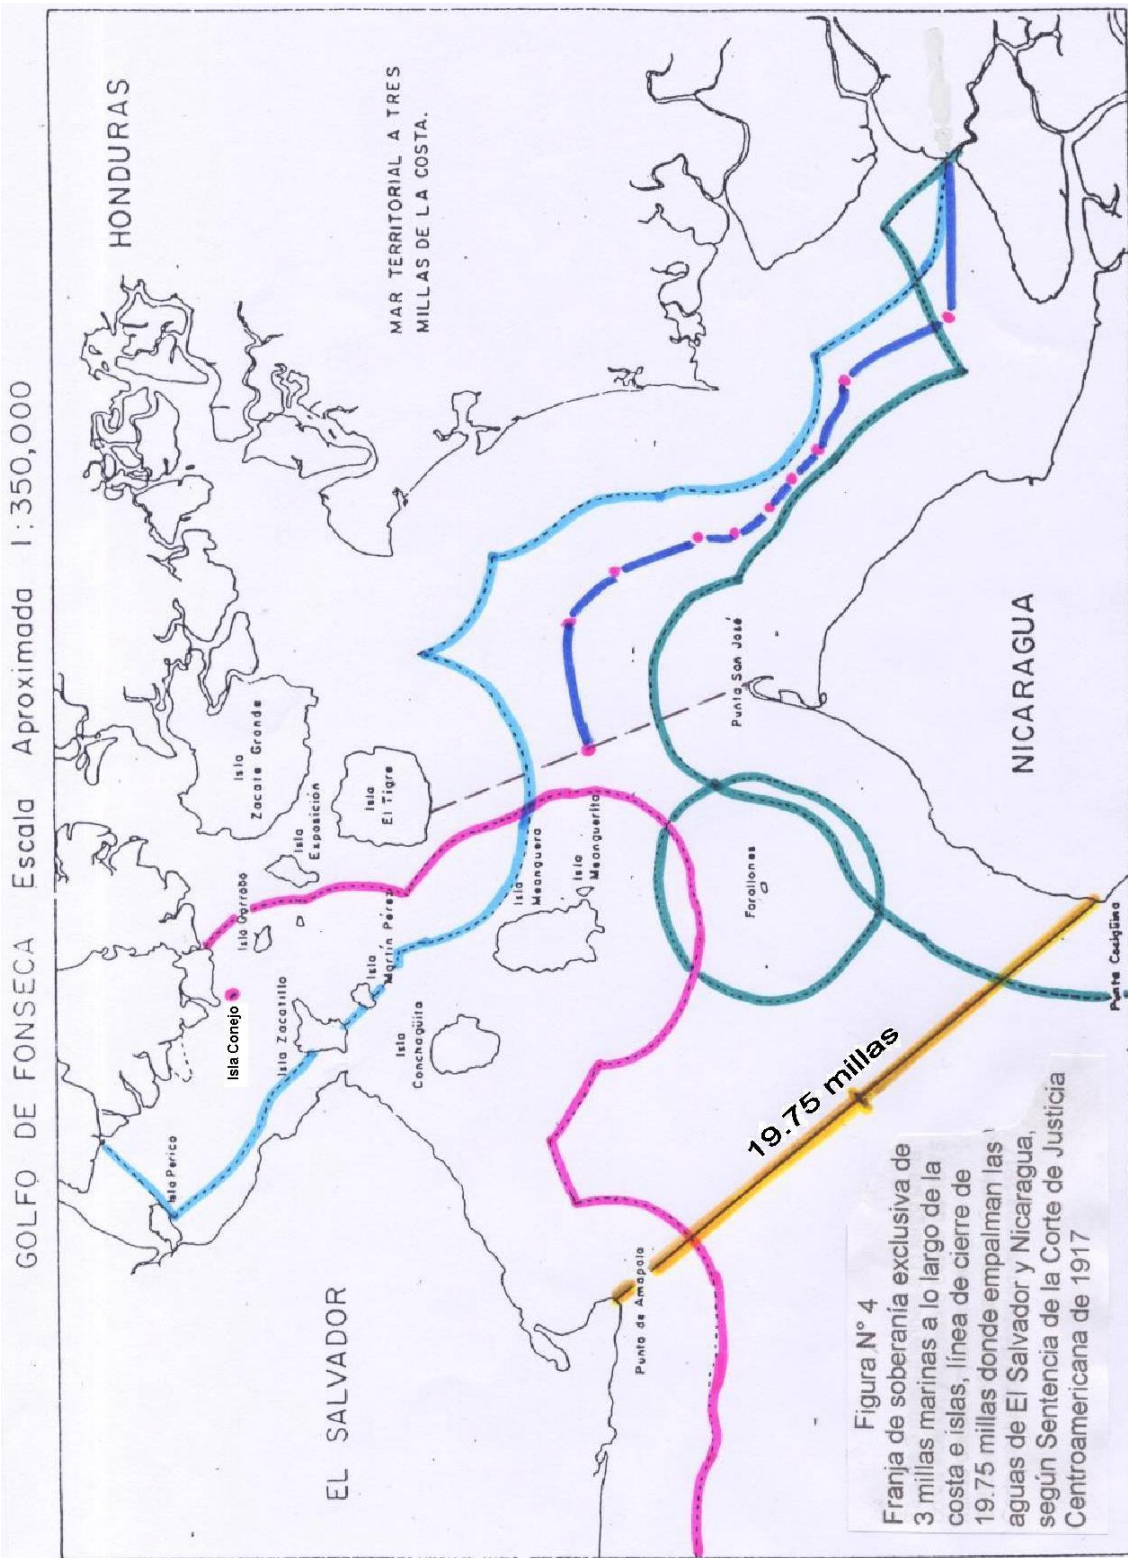 GOLFO DE FONSECA Escala Aproximada 1:350,000
HONDURAS
MAR TERRITORIAL A TRES
MILLAS DE LA COSTA.
Isla
Zacate Grande
Isla
Exposición
Isla
El Tigre
Isla Garrobo
Isla Conejo
Isla Zacatillo
Isla
Martín Pérez
Isla Perico
Isla
Conchagüita
Isla
Meanguera
Isla
Meanguerita
Farallones
Punta San José
NICARAGUA
EL SALVADOR
Punta de Amapala
19.75 millas
Punta Cosigüina
Figura N° 4
Franja de soberanía exclusiva de
3 millas marinas a lo largo de la
costa e islas, línea de cierre de
19.75 millas donde empalman las
aguas de El Salvador y Nicaragua,
según Sentencia de la Corte de Justicia
Centroamericana de 1917